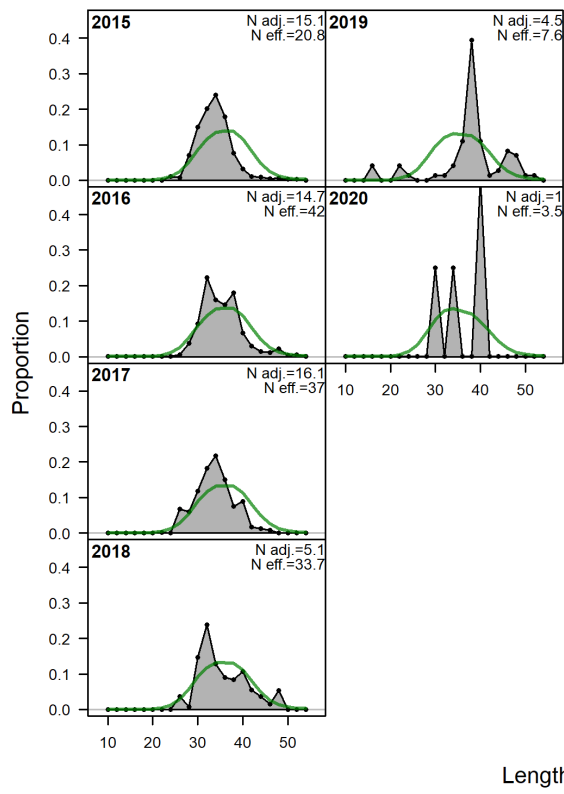 Proportion
2015
N adj.=15.1
N eff.=20.8
0.4
0.3
0.2
0.1
0.0
2016
N adj.=14.7
N eff.=42
0.4
0.3
0.2
0.1
0.0
2017
N adj.=16.1
N eff.=37
0.4
0.3
0.2
0.1
0.0
2018
N adj.=5.1
N eff.=33.7
0.4
0.3
0.2
0.1
0.0
10 20 30 40 50
2019
N adj.=4.5
N eff.=7.6
2020
N adj.=1
N eff.=3.5
10 20 30 40 50
Length